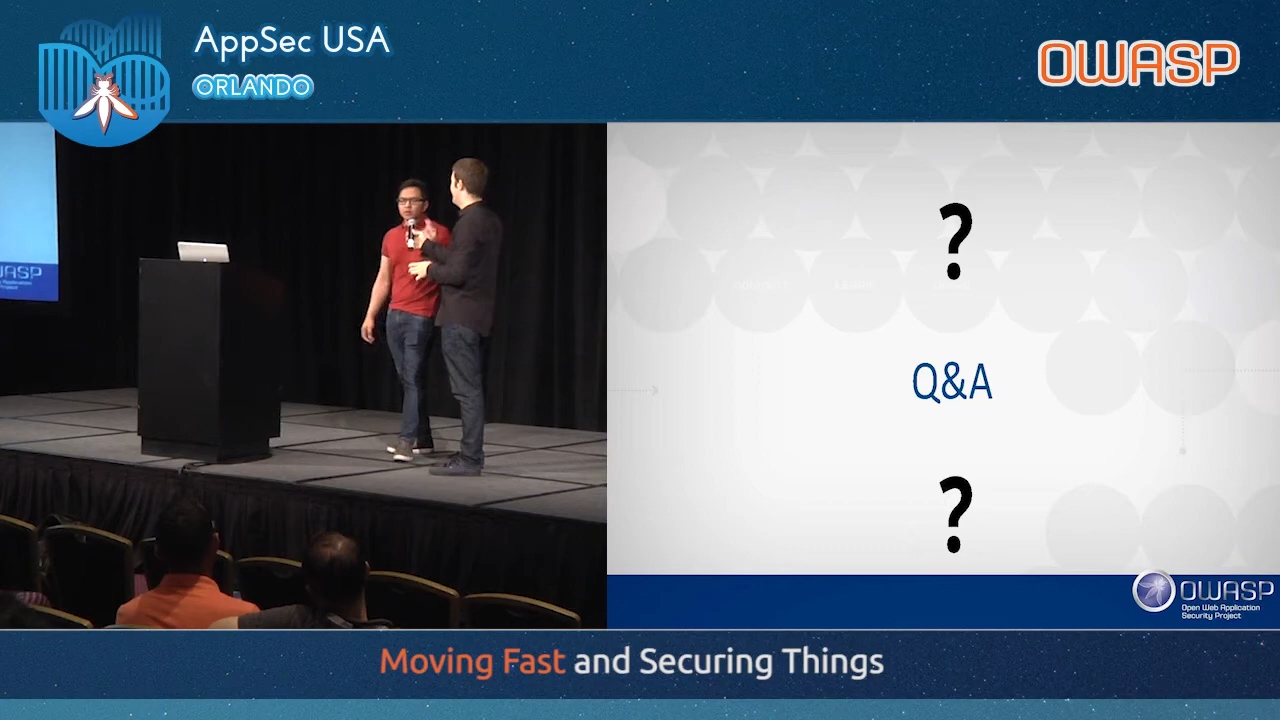 AppSec USA
ORLANDO
OWASP
?
Q&A
?
OWASP
Open Web Application
Security Project
Moving Fast and Securing Things